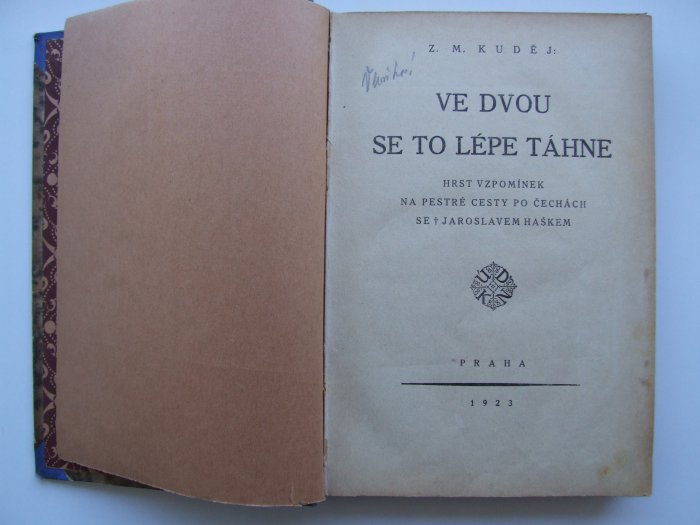 Z. M. KUDĚJ:
VE DVOU
SE TO LÉPE TÁHNE
HRST VZPOMÍNEK
NA PESTRÉ CESTY PO ČECHÁCH
SE † JAROSLAVEM HAŠKEM
PRAHA
1923